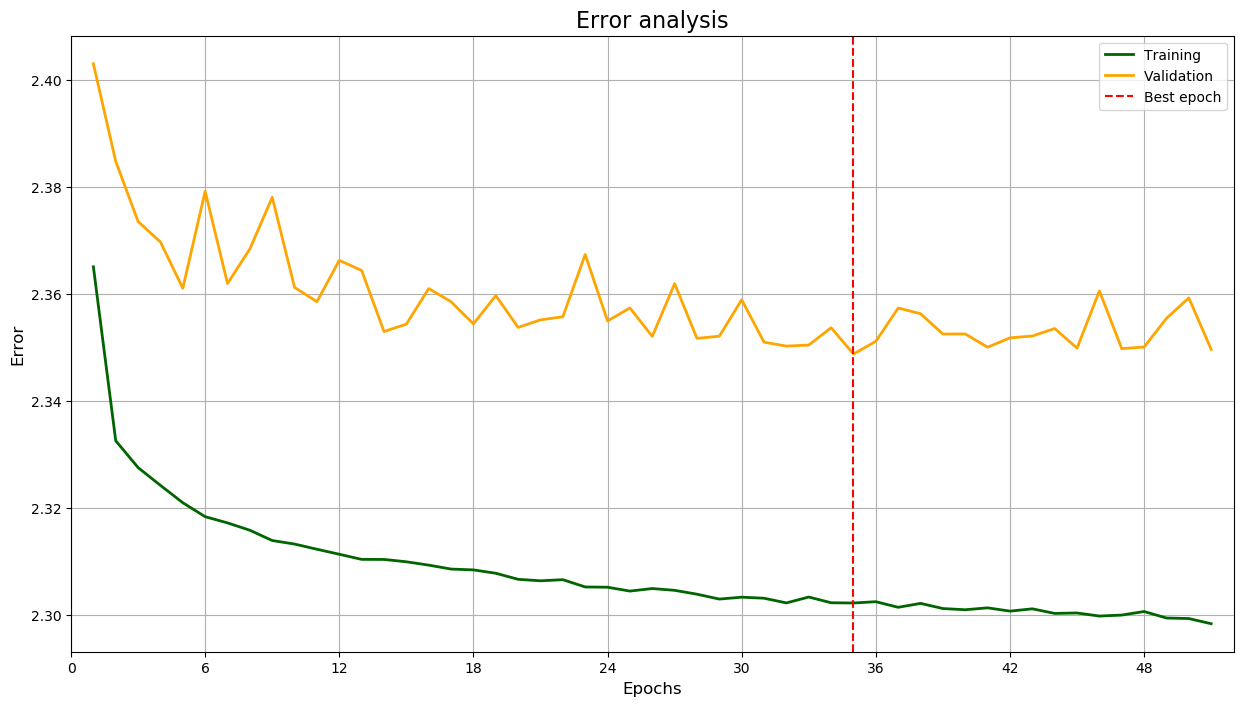 Error analysis
Training
Validation
Best epoch
2.40
2.38
2.36
2.34
2.32
2.30
Error
0 6 12 18 24 30 36 42 48
Epochs